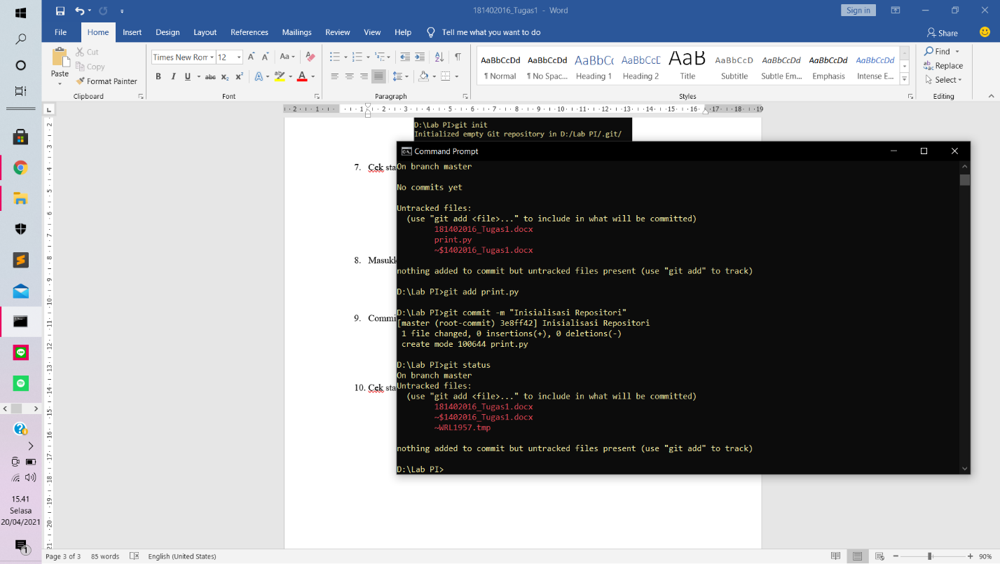 181402016_Tugas1 - Word
Sign in
File Home Insert Design Layout References Mailings Review View Help Tell me what you want to do
Share
Paste
Cut
Copy
Format Painter
Clipboard
Times New Rom 12
Font
Paragraph
AaBbCcDd AaBbCcDd AaBbC AaBbCcC AaB AaBbCcD AaBbCcDd AaBbCcDd AaBbCcDd
¶ Normal ¶ No Spac... Heading 1 Heading 2 Title Subtitle Subtle Em... Emphasis Intense E...
Styles
Find
Replace
Select
Editing
D:\Lab PI>git init
Initialized empty Git repository in D:/Lab PI/.git/
7. Cek sta
8. Masukk
9. Commi
10. Cek sta
Command Prompt
On branch master
No commits yet
Untracked files:
(use "git add <file>..." to include in what will be committed)
181402016_Tugas1.docx
print.py
~$1402016_Tugas1.docx
nothing added to commit but untracked files present (use "git add" to track)
D:\Lab PI>git add print.py
D:\Lab PI>git commit -m "Inisialisasi Repositori"
[master (root-commit) 3e8ff42] Inisialisasi Repositori
1 file changed, 0 insertions(+), 0 deletions(-)
create mode 100644 print.py
D:\Lab PI>git status
On branch master
Untracked files:
(use "git add <file>..." to include in what will be committed)
181402016_Tugas1.docx
~$1402016_Tugas1.docx
~WRL1957.tmp
nothing added to commit but untracked files present (use "git add" to track)
D:\Lab PI>
15.41
Selasa
20/04/2021
1
Page 3 of 3 85 words English (United States)
90%